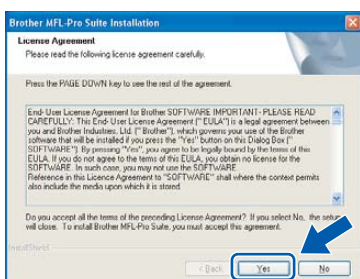 Brother MFL-Pro Suite Installation
License Agreement
Please read the following license agreement carefully.
Press the PAGE DOWN key to see the rest of the agreement.
End- User License Agreement for Brother SOFTWARE IMPORTANT - PLEASE READ
CAREFULLY: This End- User License Agreement ("EULA") is a legal agreement between
you and Brother Industries, Ltd. (" Brother"), which governs your use of the Brother
software that will be installed if you press the "Yes" button on this Dialog Box ("
SOFTWARE"). By pressing "Yes", you agree to be legally bound by the terms of this
EULA. If you do not agree to the terms of this EULA, you obtain no license for the
SOFTWARE. In such case, you may not use the SOFTWARE.
Reference in this Licence Agreement to "SOFTWARE" shall where the context permits
also include the media upon which it is stored.
Do you accept all the terms of the preceding License Agreement? If you select No, the setup
will close. To install Brother MFL-Pro Suite, you must accept this agreement.
InstallShield
< Back Yes No